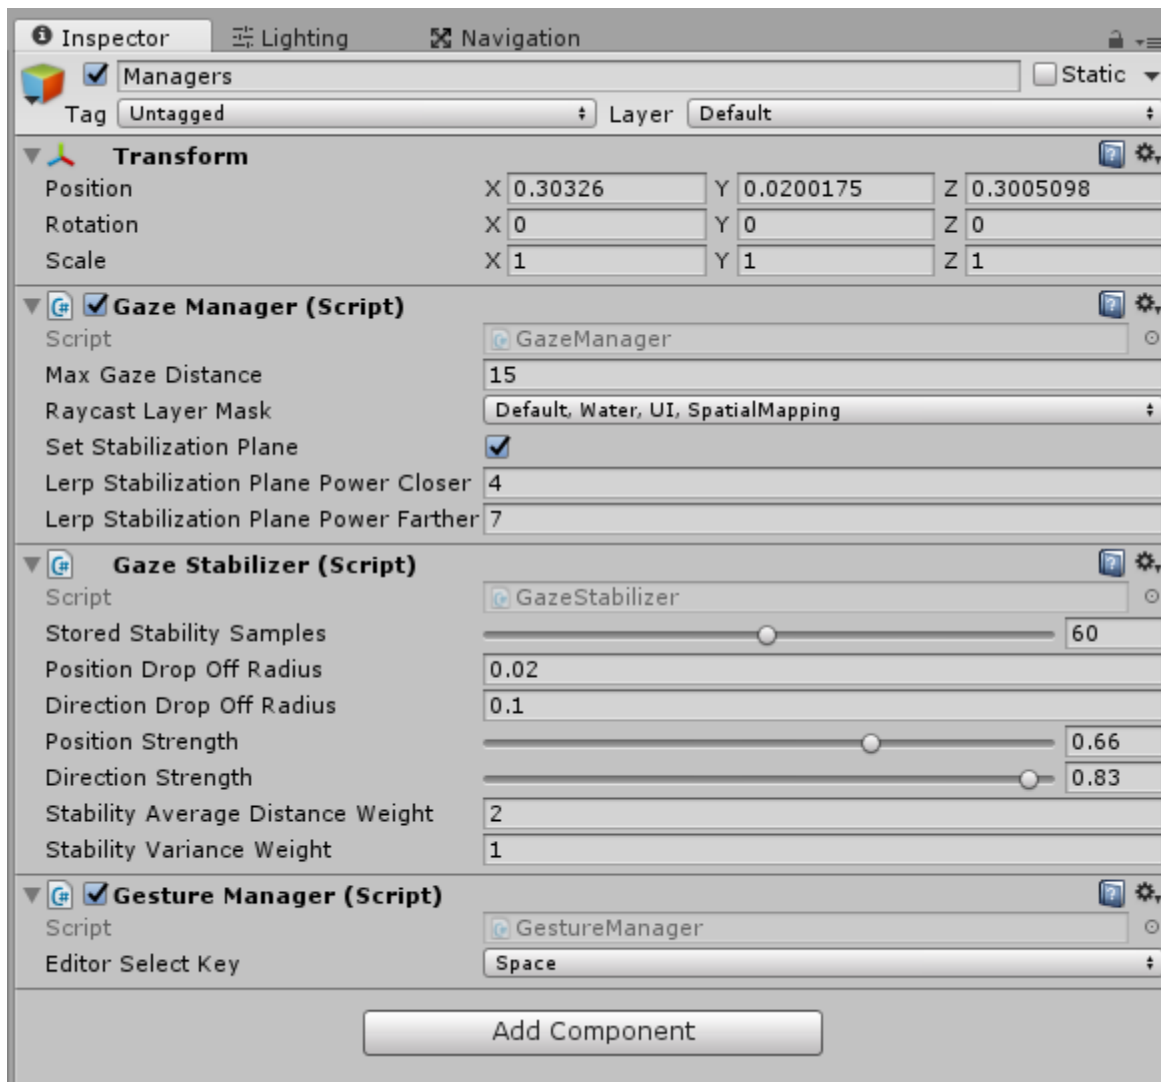 Inspector Lighting Navigation
Managers Static
Tag Untagged Layer Default
Transform
Position X 0.30326 Y 0.0200175 Z 0.3005098
Rotation X 0 Y 0 Z 0
Scale X 1 Y 1 Z 1
Gaze Manager (Script)
Script GazeManager
Max Gaze Distance 15
Raycast Layer Mask Default, Water, UI, SpatialMapping
Set Stabilization Plane
Lerp Stabilization Plane Power Closer 4
Lerp Stabilization Plane Power Farther 7
Gaze Stabilizer (Script)
Script GazeStabilizer
Stored Stability Samples 60
Position Drop Off Radius 0.02
Direction Drop Off Radius 0.1
Position Strength 0.66
Direction Strength 0.83
Stability Average Distance Weight 2
Stability Variance Weight 1
Gesture Manager (Script)
Script GestureManager
Editor Select Key Space
Add Component